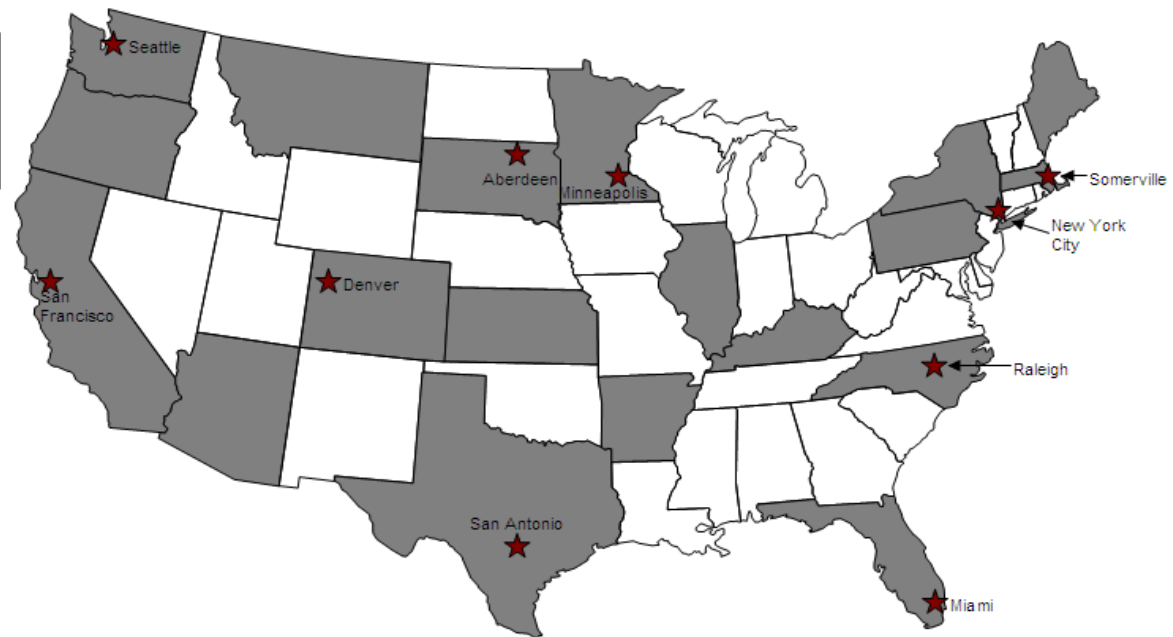 Seattle
Aberdeen
Minneapolis
Somerville
New York
City
San
Francisco
Denver
Raleigh
San Antonio
Miami